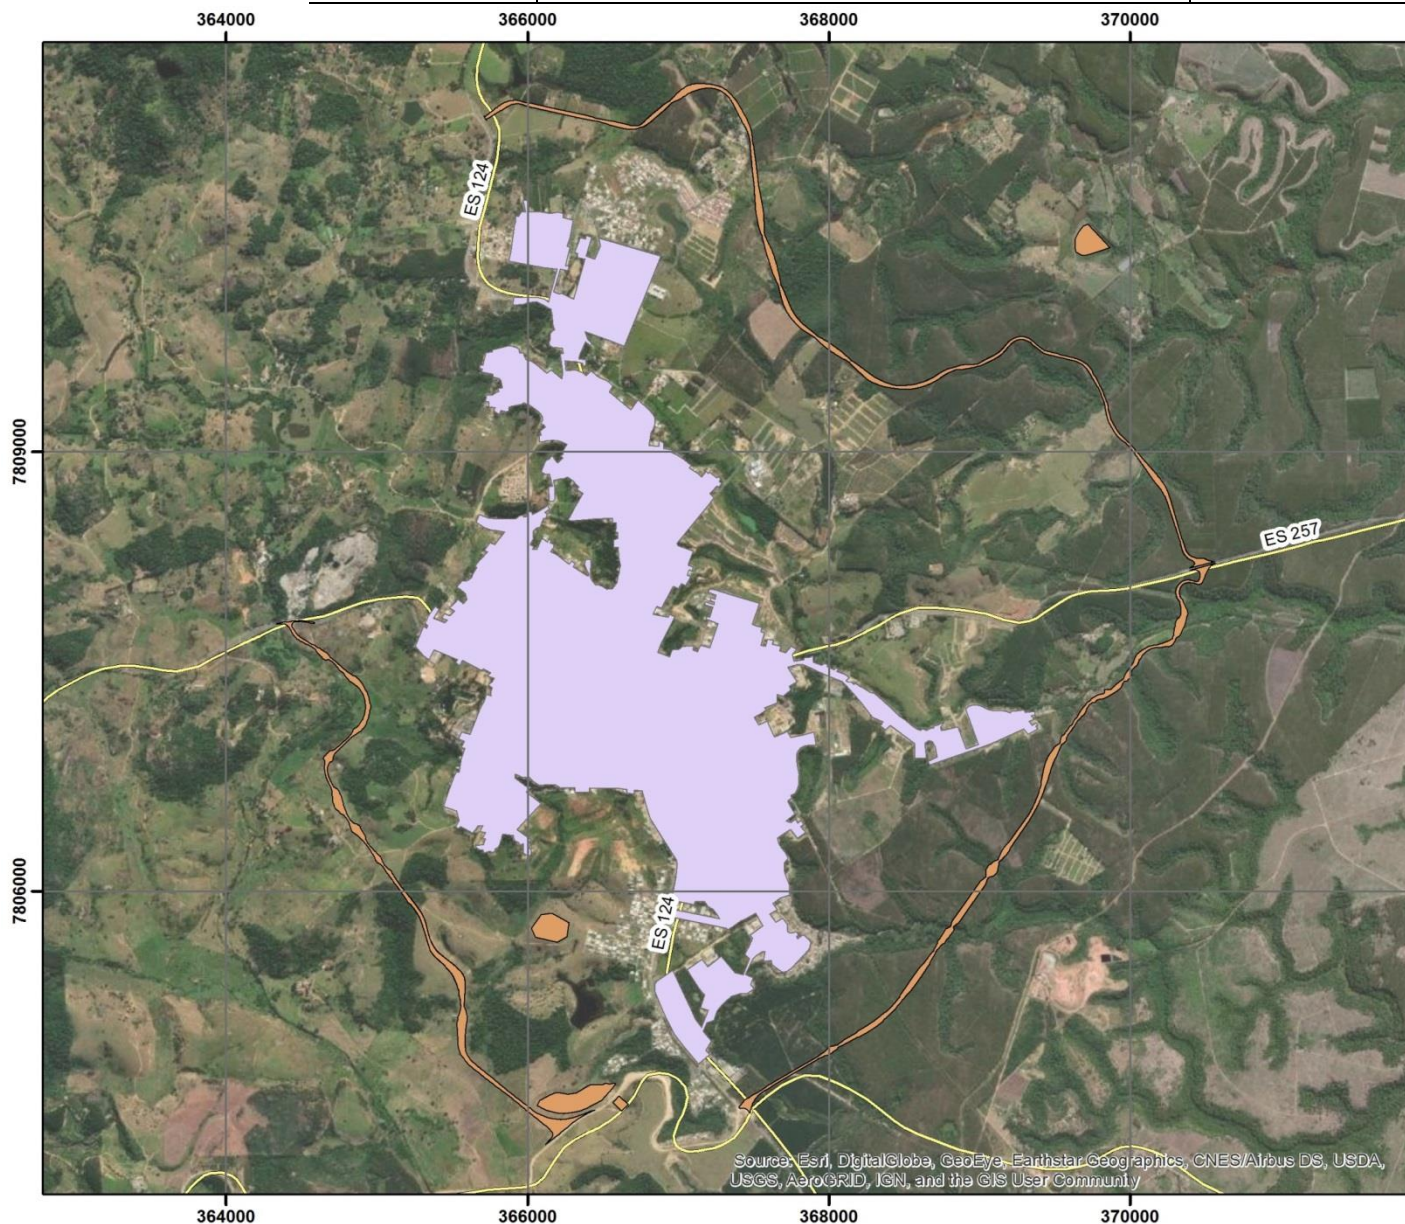 364000 366000 368000 370000
ES 124
7809000
ES 257
7806000
ES 124
Source: Esri, DigitalGlobe, GeoEye, Earthstar Geographics, CNES/Airbus DS, USDA,
USGS, AeroGRID, IGN, and the GIS User Community
364000 366000 368000 370000